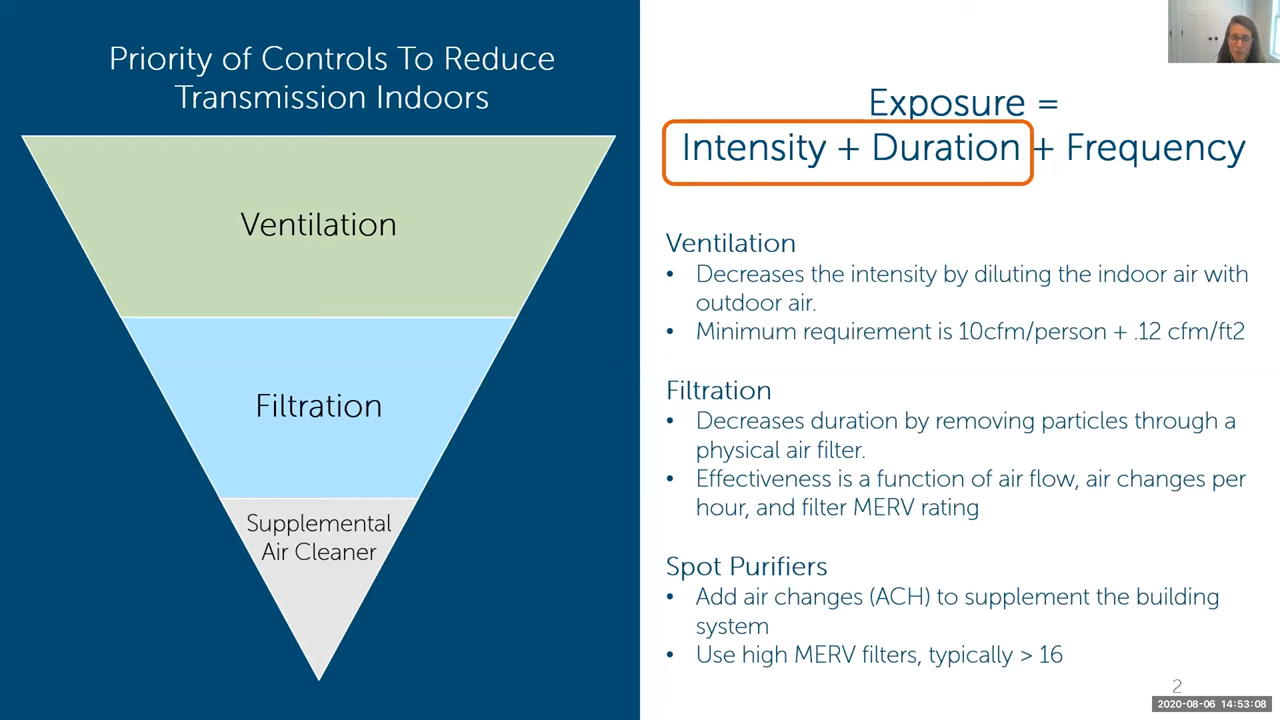 Priority of Controls To Reduce
Transmission Indoors
Ventilation
Filtration
Supplemental
Air Cleaner
Exposure =
Intensity + Duration + Frequency
Ventilation
• Decreases the intensity by diluting the indoor air with
outdoor air.
• Minimum requirement is 10cfm/person + .12 cfm/ft2
Filtration
• Decreases duration by removing particles through a
physical air filter.
• Effectiveness is a function of air flow, air changes per
hour, and filter MERV rating
Spot Purifiers
• Add air changes (ACH) to supplement the building
system
• Use high MERV filters, typically > 16
2
2020-08-06 14:53:08